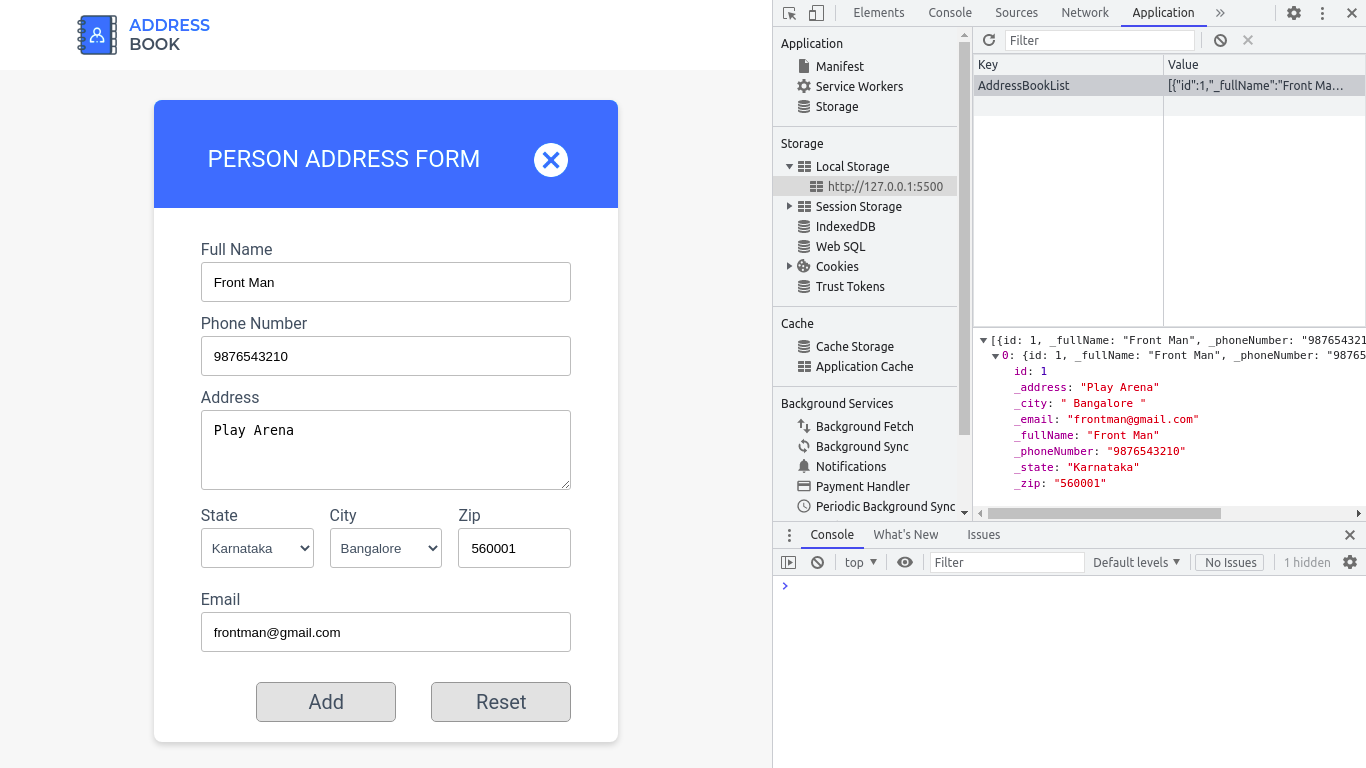 ADDRESS
BOOK
PERSON ADDRESS FORM
Full Name
Front Man
Phone Number
9876543210
Address
Play Arena
State City Zip
Karnataka Bangalore 560001
Email
frontman@gmail.com
Add Reset
Elements Console Sources Network Application »
Application
Manifest
Service Workers
Storage
Storage
Local Storage
http://127.0.0.1:5500
Session Storage
IndexedDB
Web SQL
Cookies
Trust Tokens
Cache
Cache Storage
Application Cache
Background Services
Background Fetch
Background Sync
Notifications
Payment Handler
Periodic Background Sync
Filter
Key Value
AddressBookList [{"id":1,"_fullName":"Front Ma…
[{id: 1, _fullName: "Front Man", _phoneNumber: "987654321
0: {id: 1, _fullName: "Front Man", _phoneNumber: "98765
id: 1
_address: "Play Arena"
_city: " Bangalore "
_email: "frontman@gmail.com"
_fullName: "Front Man"
_phoneNumber: "9876543210"
_state: "Karnataka"
_zip: "560001"
Console What's New Issues
top Filter Default levels No Issues 1 hidden